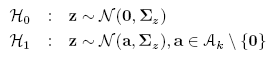 ℋ₀ : 𝐳 ∼ 𝒩(𝟎, 𝚺_z)
ℋ₁ : 𝐳 ∼ 𝒩(𝐚, 𝚺_z), 𝐚 ∈ 𝒜_k \ {𝟎}